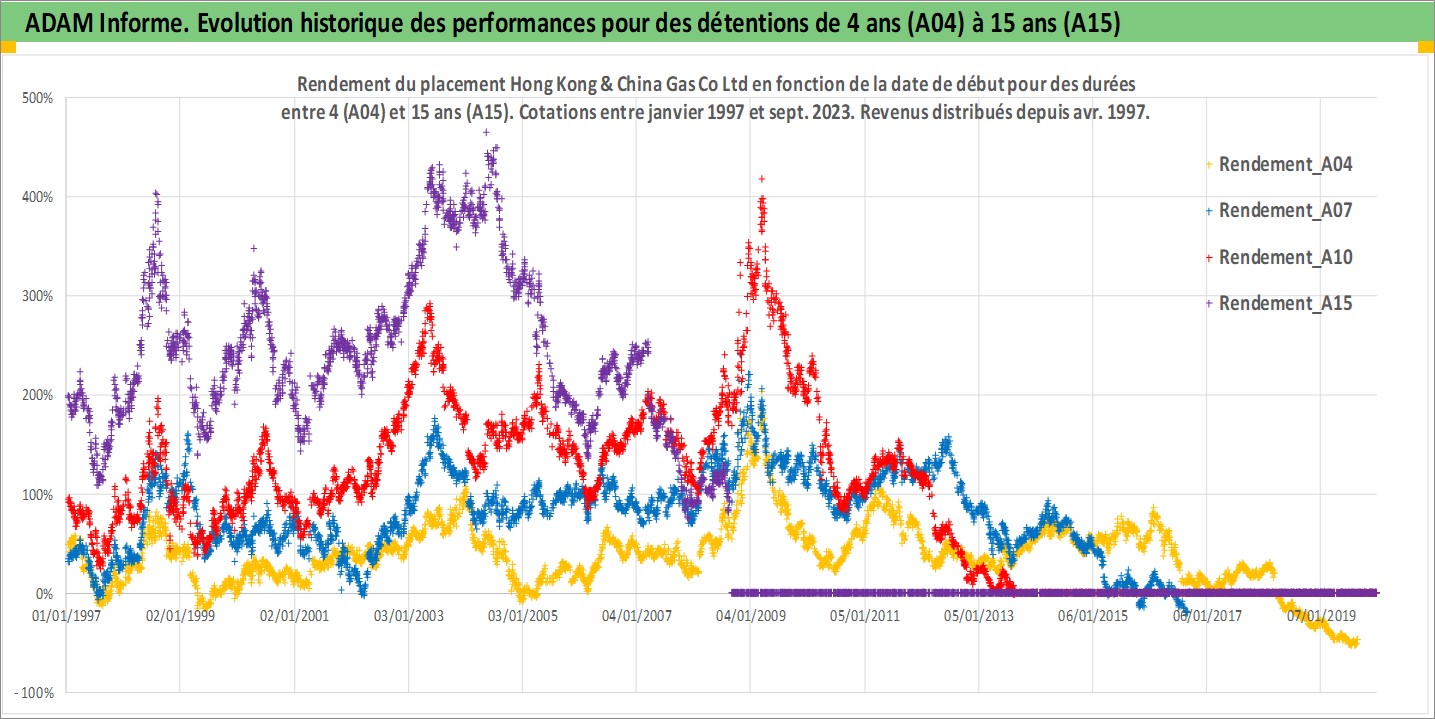 ADAM Informe. Evolution historique des performances pour des détentions de 4 ans (A04) à 15 ans (A15)
Rendement du placement Hong Kong & China Gas Co Ltd en fonction de la date de début pour des durées
entre 4 (A04) et 15 ans (A15). Cotations entre janvier 1997 et sept. 2023. Revenus distribués depuis avr. 1997.
500%
400%
300%
200%
100%
0%
-100%
Rendement_A04
Rendement_A07
Rendement_A10
Rendement_A15
01/01/1997 02/01/1999 02/01/2001 03/01/2003 03/01/2005 04/01/2007 04/01/2009 05/01/2011 05/01/2013 06/01/2015 06/01/2017 07/01/2019